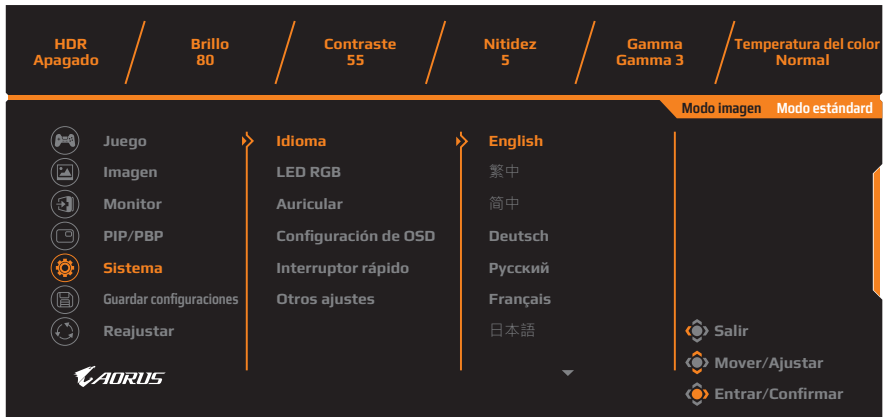 HDR
Apagado
Brillo
80
Contraste
55
Nitidez
5
Gamma
Gamma 3
Temperatura del color
Normal
Modo imagen Modo estándard
Juego
Imagen
Monitor
PIP/PBP
Sistema
Guardar configuraciones
Reajustar
Idioma
LED RGB
Auricular
Configuración de OSD
Interruptor rápido
Otros ajustes
English
繁中
简中
Deutsch
Русский
Français
日本語
Salir
Mover/Ajustar
Entrar/Confirmar
AORUS